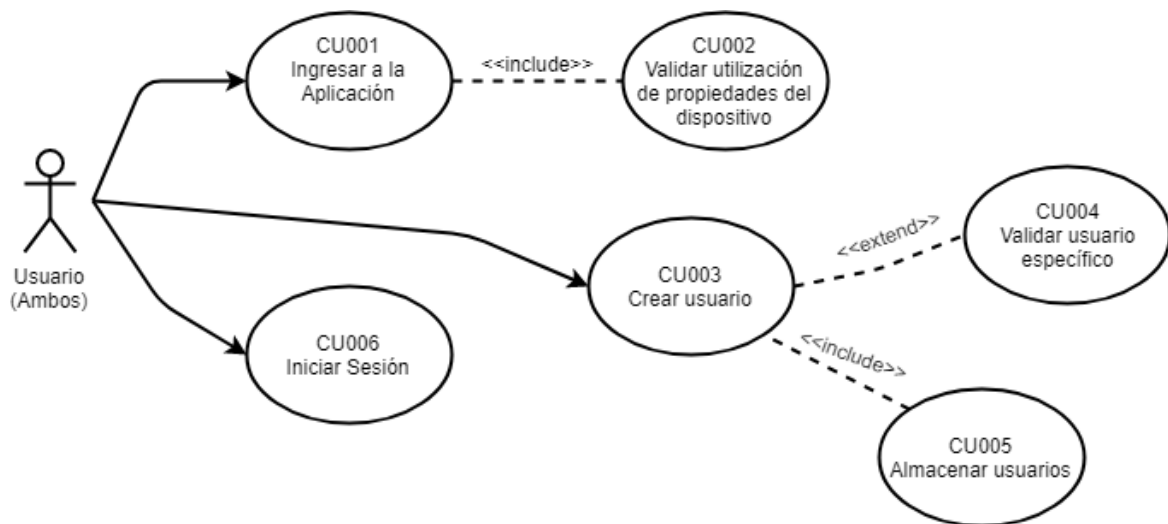 CU001
Ingresar a la
Aplicación
<<include>>
CU002
Validar utilización
de propiedades del
dispositivo
Usuario
(Ambos)
CU003
Crear usuario
<<extend>>
CU004
Validar usuario
específico
<<include>>
CU005
Almacenar usuarios
CU006
Iniciar Sesión